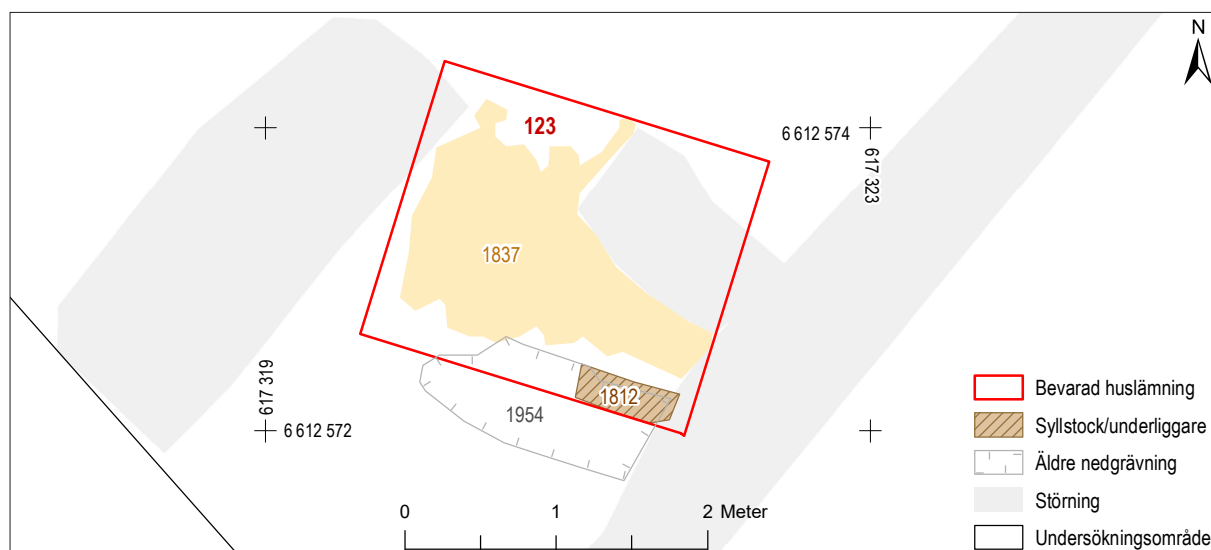 N
123
6 612 574
617 323
1837
1812
1954
617 319
6 612 572
0 1 2 Meter
Bevarad huslämning
Syllstock/underliggare
Äldre nedgrävning
Störning
Undersökningsområde